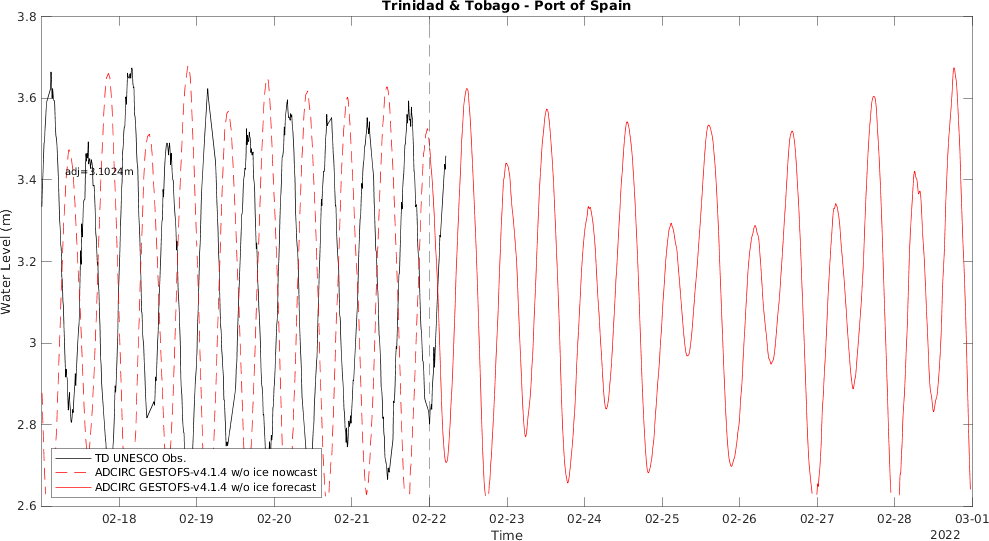 Trinidad & Tobago - Port of Spain
3.8
3.6
3.4
3.2
3
2.8
2.6
Water Level (m)
adj=3.1024m
TD UNESCO Obs.
ADCIRC GESTOFS-v4.1.4 w/o ice nowcast
ADCIRC GESTOFS-v4.1.4 w/o ice forecast
02-18 02-19 02-20 02-21 02-22 02-23 02-24 02-25 02-26 02-27 02-28 03-01
Time
2022